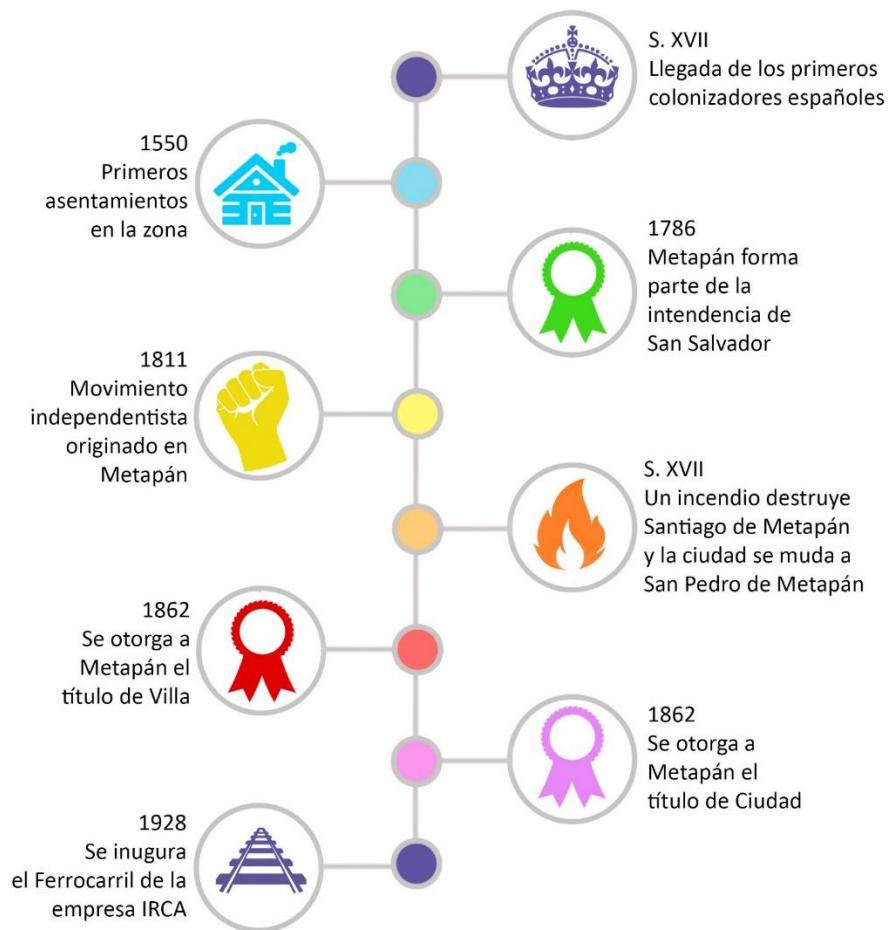 S. XVII
Llegada de los primeros
colonizadores españoles
1550
Primeros
asentamientos
en la zona
1786
Metapán forma
parte de la
intendencia de
San Salvador
1811
Movimiento
independentista
originado en
Metapán
S. XVII
Un incendio destruye
Santiago de Metapán
y la ciudad se muda a
San Pedro de Metapán
1862
Se otorga a
Metapán el
título de Villa
1862
Se otorga a
Metapán el
título de Ciudad
1928
Se inugura
el Ferrocarril de la
empresa IRCA